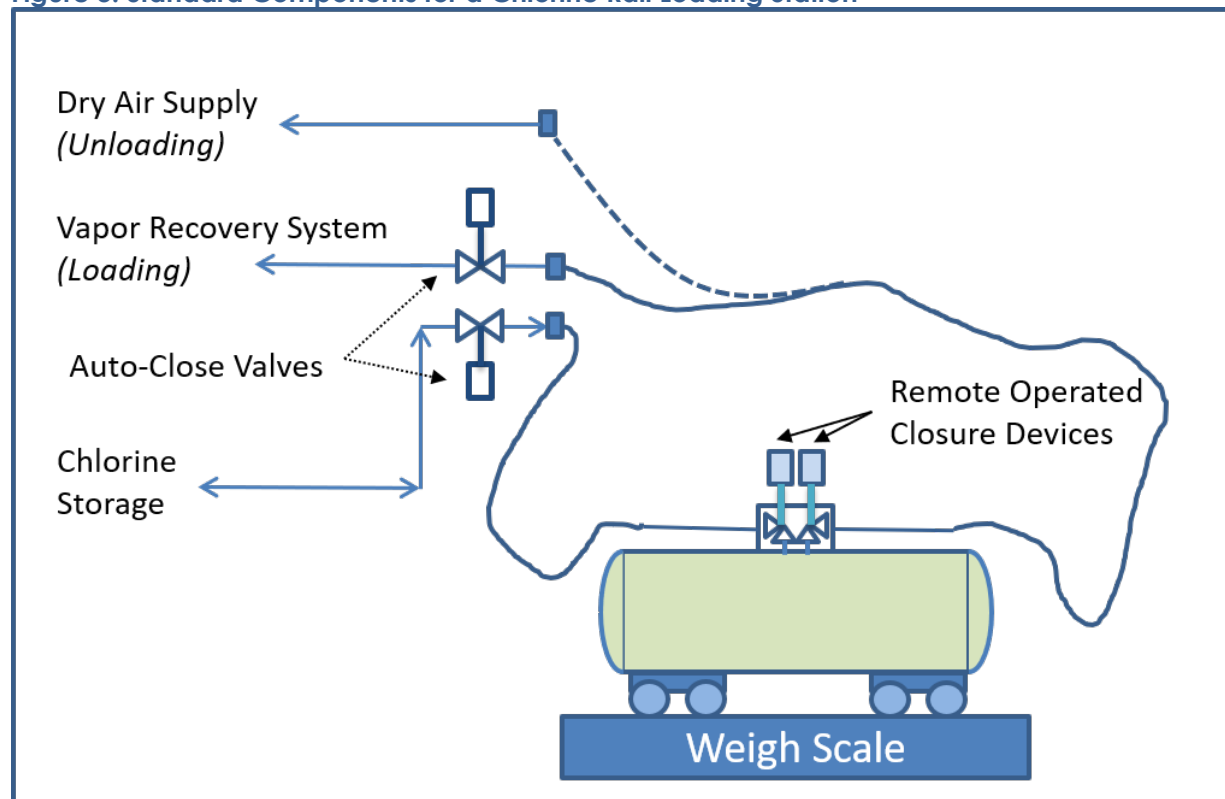 Dry Air Supply
(Unloading)
Vapor Recovery System
(Loading)
Auto-Close Valves
Remote Operated
Closure Devices
Chlorine
Storage
Weigh Scale